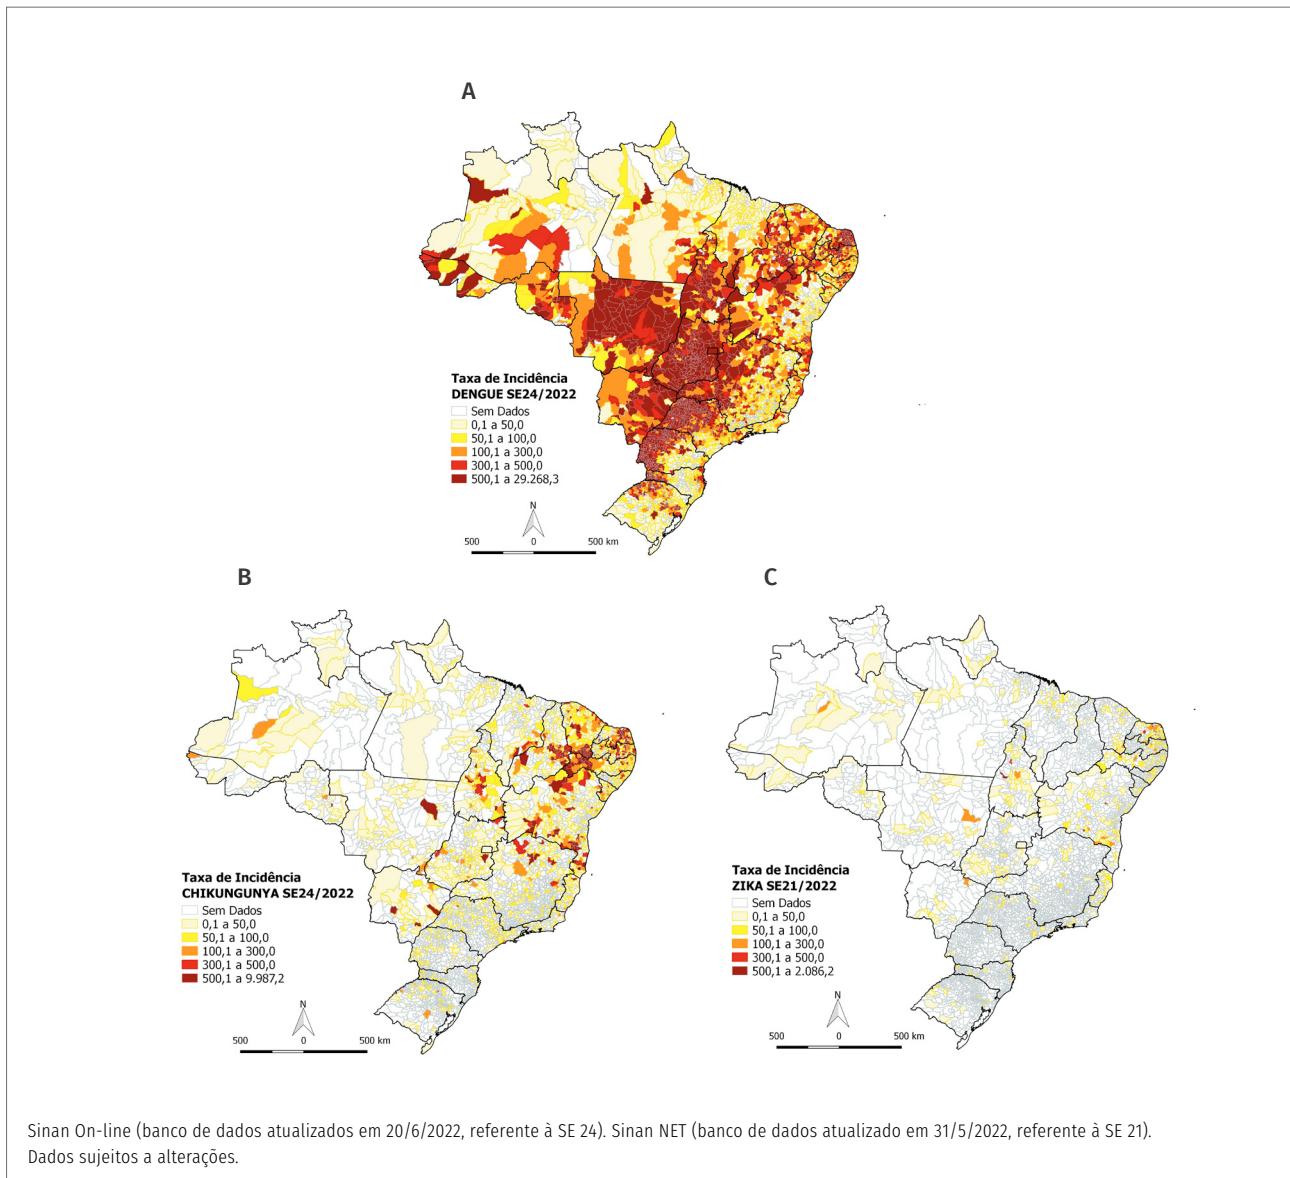 A
Taxa de Incidência
DENGUE SE24/2022
Sem Dados
0,1 a 50,0
50,1 a 100,0
100,1 a 300,0
300,1 a 500,0
500,1 a 29.268,3
N
500 0 500 km
B
Taxa de Incidência
CHIKUNGUNYA SE24/2022
Sem Dados
0,1 a 50,0
50,1 a 100,0
100,1 a 300,0
300,1 a 500,0
500,1 a 9.987,2
N
500 0 500 km
C
Taxa de Incidência
ZIKA SE21/2022
Sem Dados
0,1 a 50,0
50,1 a 100,0
100,1 a 300,0
300,1 a 500,0
500,1 a 2.086,2
N
500 0 500 km
Sinan On-line (banco de dados atualizados em 20/6/2022, referente à SE 24). Sinan NET (banco de dados atualizado em 31/5/2022, referente à SE 21).
Dados sujeitos a alterações.